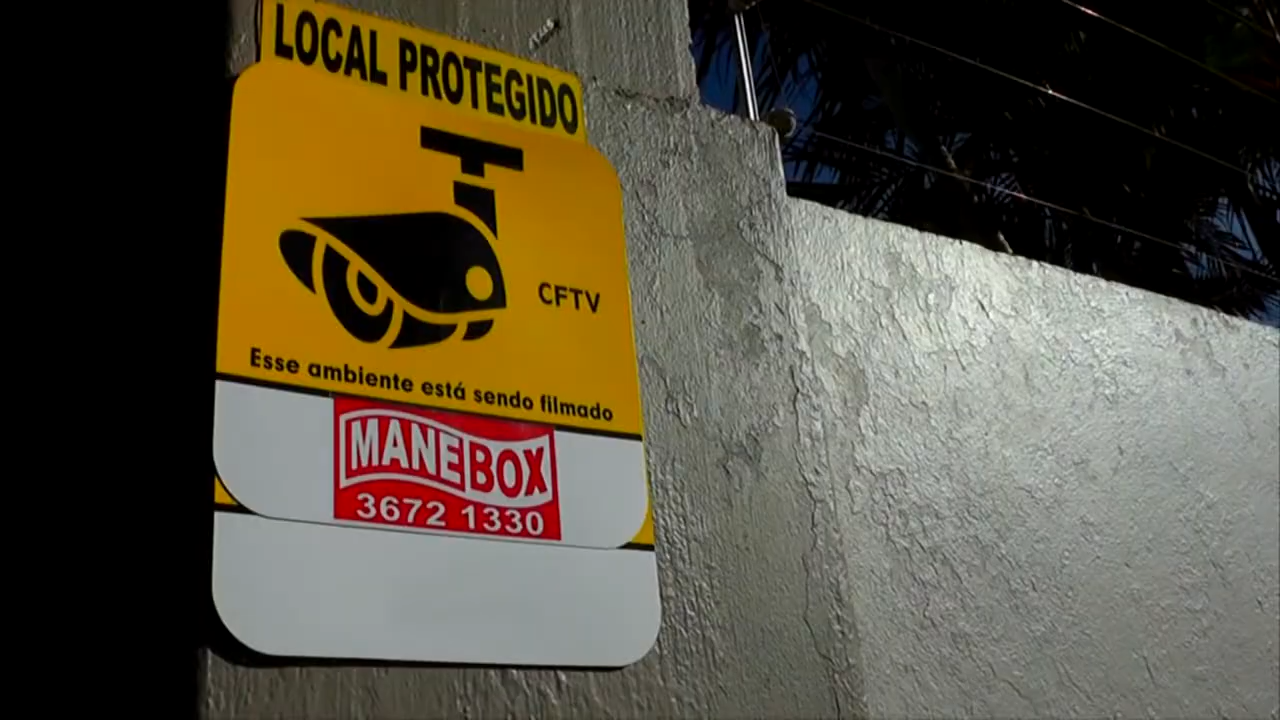 LOCAL PROTEGIDO
CFTV
Esse ambiente está sendo filmado
MANEBOX
3672 1330